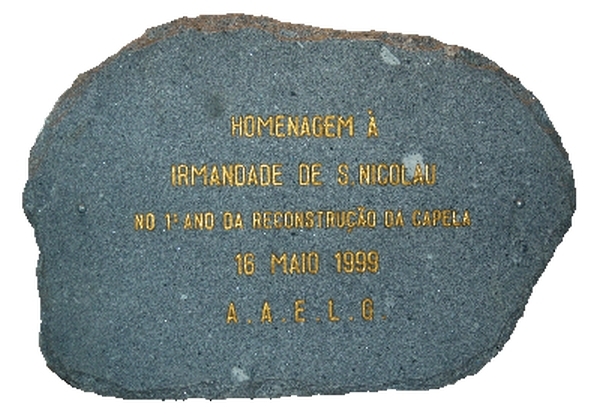 HOMENAGEM À
IRMANDADE DE S. NICOLAU
NO 1º ANO DA RECONSTRUÇÃO DA CAPELA
16 MAIO 1999
A.A.E.L.G.